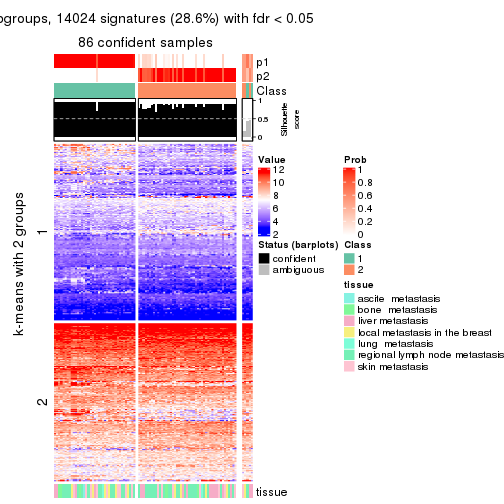 ogroups, 14024 signatures (28.6%) with fdr < 0.05
86 confident samples
p1
p2
Class
1
0.5
0
Silhouette
score
k-means with 2 groups
1
2
Value
12
10
8
6
4
2
Prob
1
0.8
0.6
0.4
0.2
0
Status (barplots)
confident
ambiguous
Class
1
2
tissue
ascite metastasis
bone metastasis
liver metastasis
local metastasis in the breast
lung metastasis
regional lymph node metastasis
skin metastasis
tissue